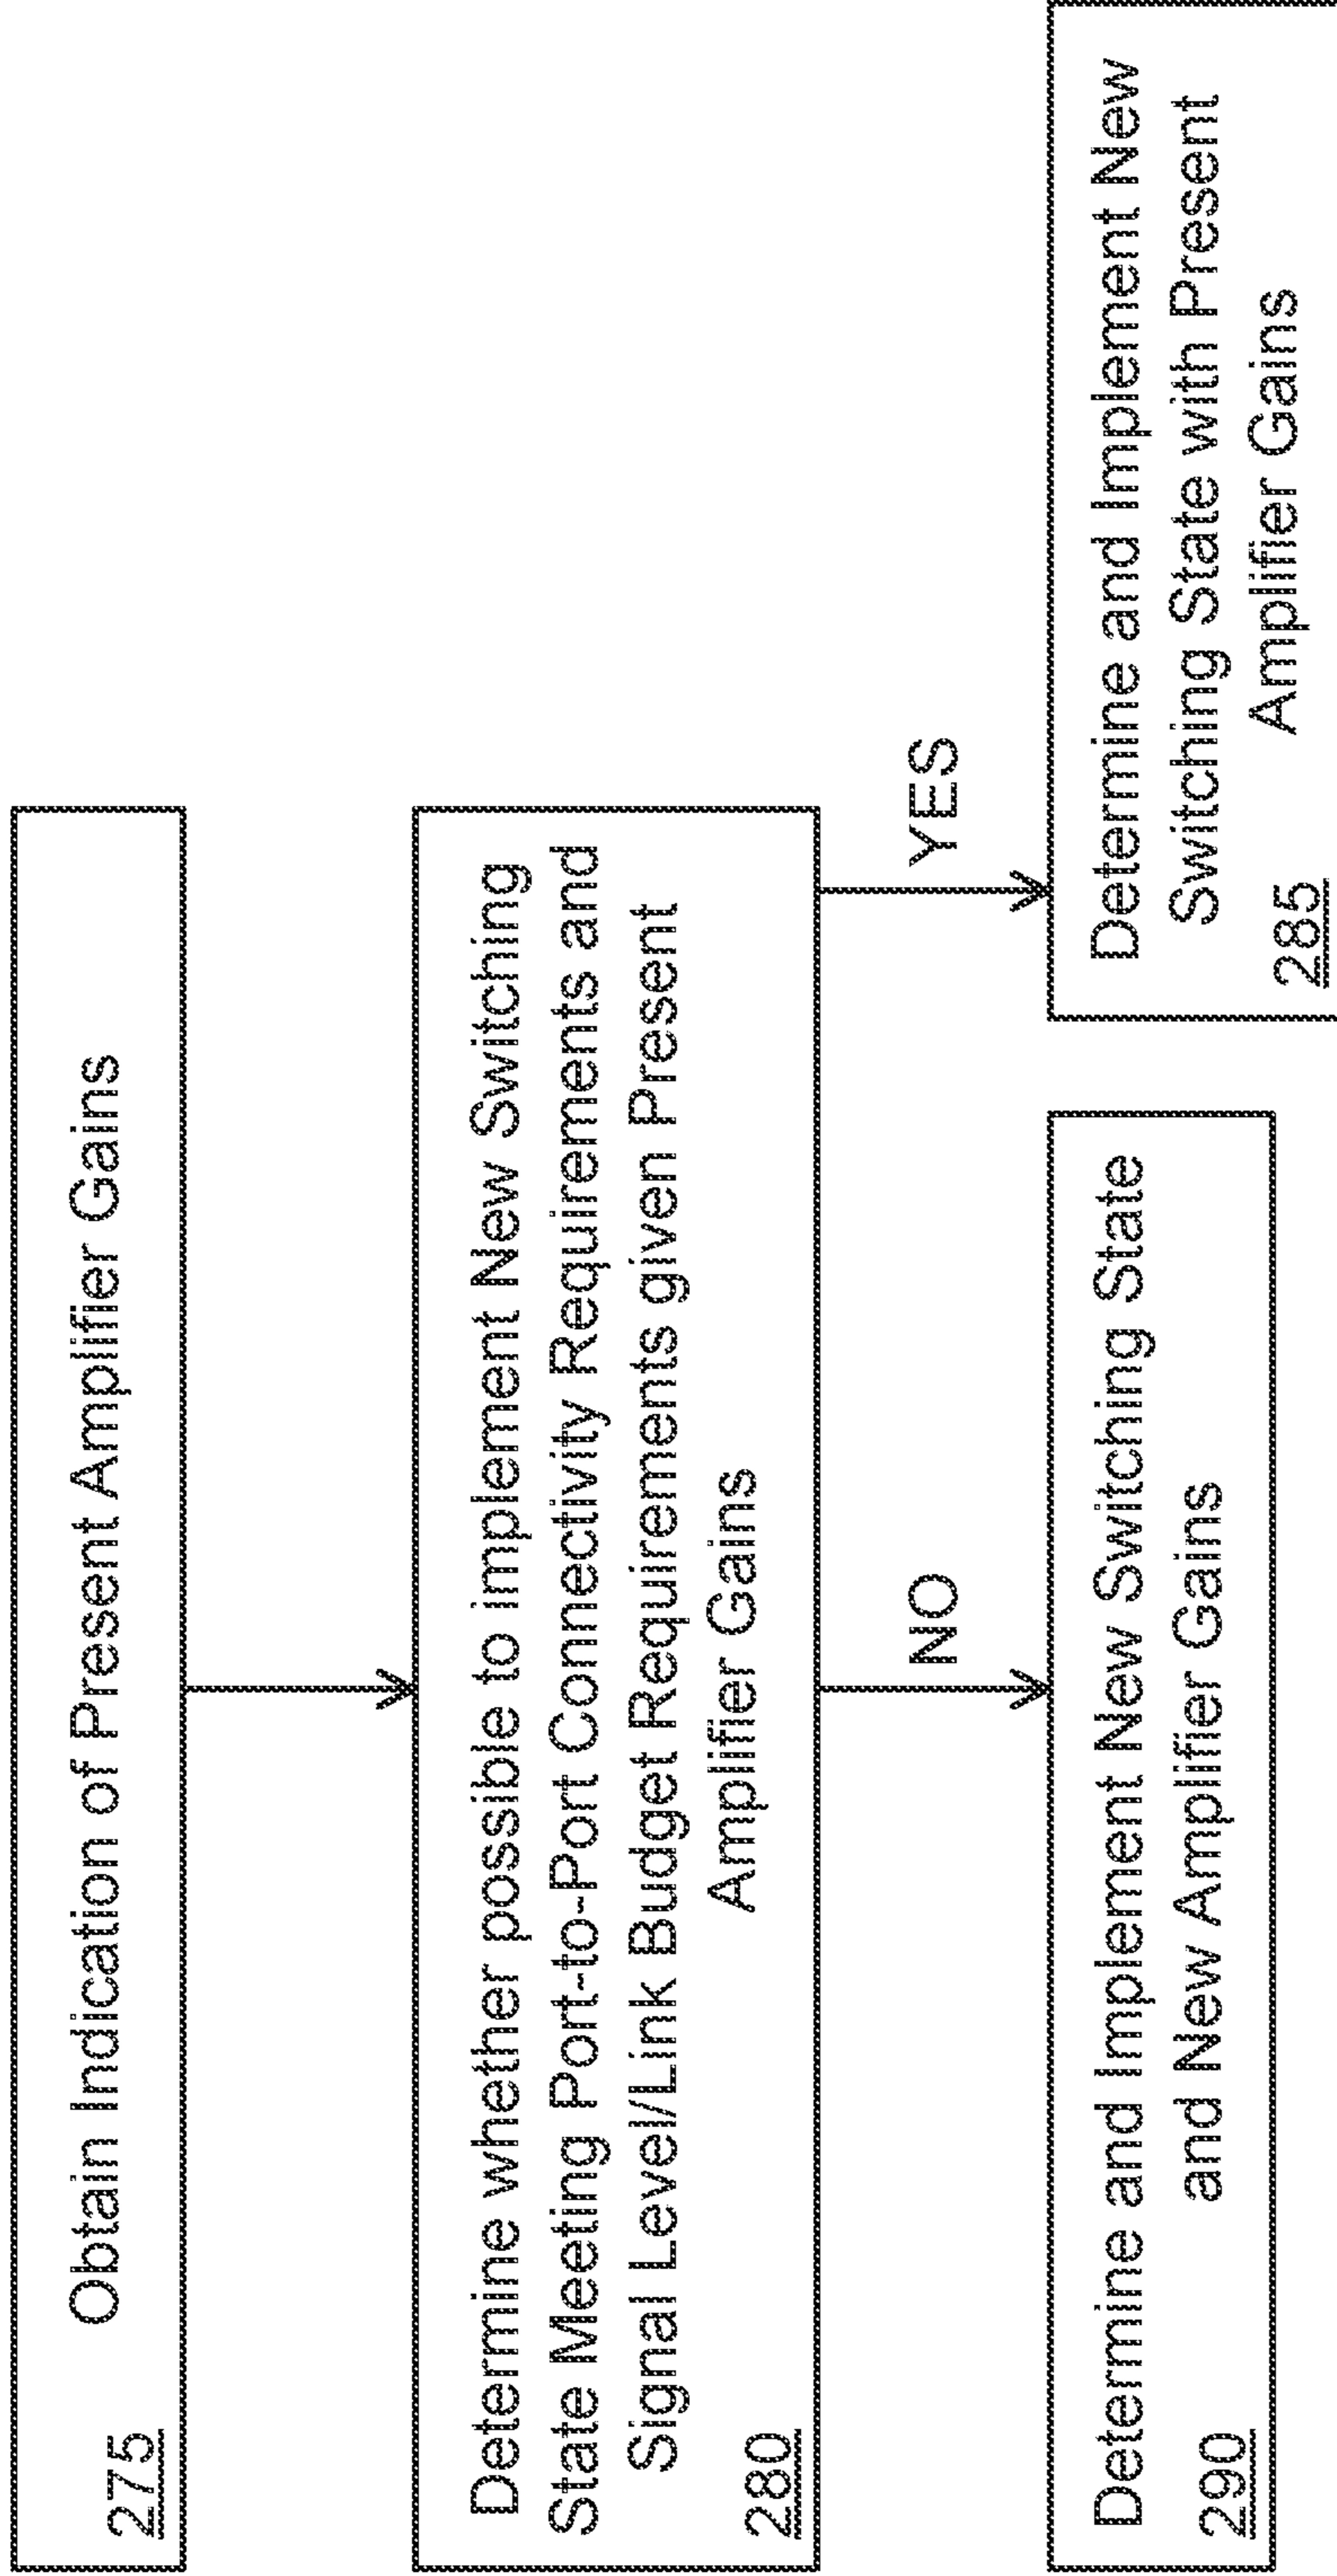 Obtain Indication of Present Amplifier Gains
275
Determine whether possible to implement New Switching
State Meeting Port-to-Port Connectivity Requirements and
Signal Level/Link Budget Requirements given Present
Amplifier Gains
280
NO
YES
Determine and Implement New Switching State
and New Amplifier Gains
290
Determine and Implement New
Switching State with Present
Amplifier Gains
285